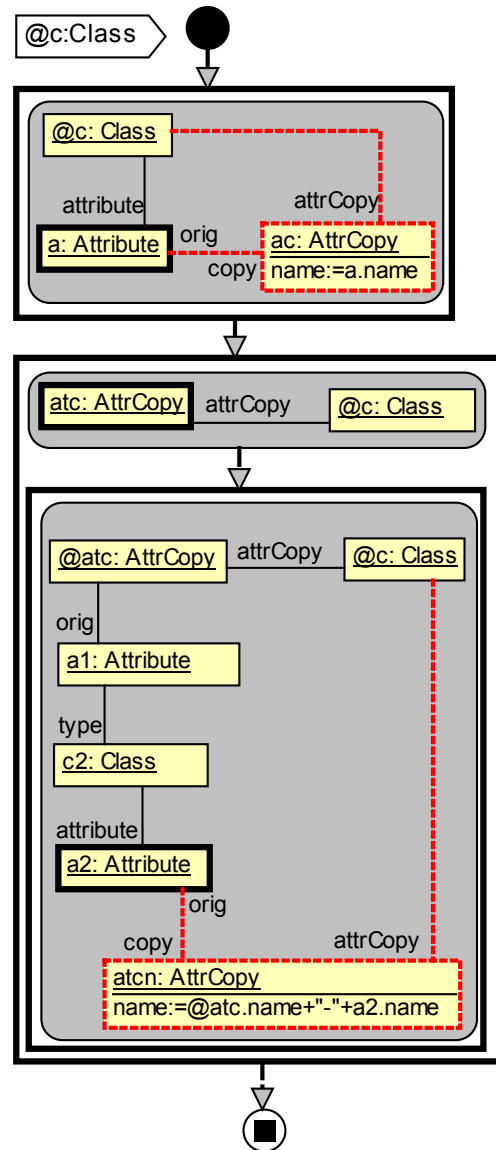 @c:Class
@c: Class
attribute
attrCopy
a: Attribute
orig
copy
ac: AttrCopy
name:=a.name
atc: AttrCopy
attrCopy
@c: Class
@atc: AttrCopy
attrCopy
@c: Class
orig
a1: Attribute
type
c2: Class
attribute
a2: Attribute
orig
copy
attrCopy
atcn: AttrCopy
name:=@atc.name+"-"+a2.name